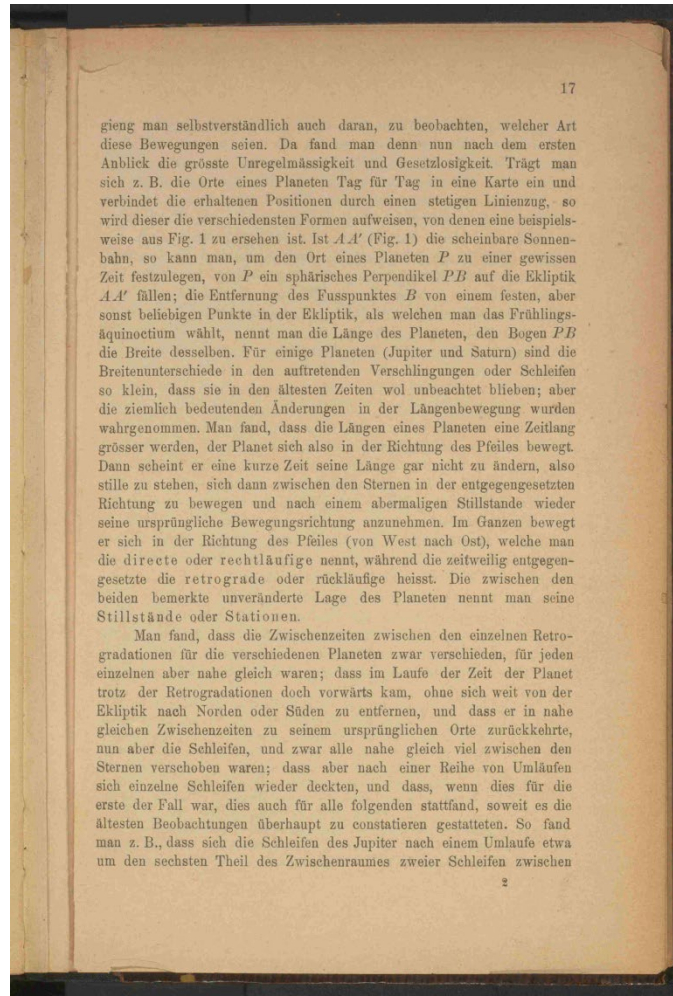 17
gieng man selbstverständlich auch daran, zu beobachten, welcher Art
diese Bewegungen seien. Da fand man denn nun nach dem ersten
Anblick die grösste Unregelmässigkeit und Gesetzlosigkeit. Trägt man
sich z. B. die Orte eines Planeten Tag für Tag in eine Karte ein und
verbindet die erhaltenen Positionen durch einen stetigen Linienzug, so
wird dieser die verschiedensten Formen aufweisen, von denen eine beispiels-
weise aus Fig. 1 zu ersehen ist. Ist AA' (Fig. 1) die scheinbare Sonnen-
bahn, so kann man, um den Ort eines Planeten P zu einer gewissen
Zeit festzulegen, von P ein sphärisches Perpendikel PB auf die Ekliptik
AA' fällen; die Entfernung des Fusspunktes B von einem festen, aber
sonst beliebigen Punkte in der Ekliptik, als welchen man das Frühlings-
äquinoctium wählt, nennt man die Länge des Planeten, den Bogen PB
die Breite desselben. Für einige Planeten (Jupiter und Saturn) sind die
Breitenunterschiede in den auftretenden Verschlingungen oder Schleifen
so klein, dass sie in den ältesten Zeiten wol unbeachtet blieben; aber
die ziemlich bedeutenden Änderungen in der Längenbewegung wurden
wahrgenommen. Man fand, dass die Längen eines Planeten eine Zeitlang
grösser werden, der Planet sich also in der Richtung des Pfeiles bewegt.
Dann scheint er eine kurze Zeit seine Länge gar nicht zu ändern, also
stille zu stehen, sich dann zwischen den Sternen in der entgegengesetzten
Richtung zu bewegen und nach einem abermaligen Stillstande wieder
seine ursprüngliche Bewegungsrichtung anzunehmen. Im Ganzen bewegt
er sich in der Richtung des Pfeiles (von West nach Ost), welche man
die directe oder rechtläufige nennt, während die zeitweilig entgegen-
gesetzte die retrograde oder rückläufige heisst. Die zwischen den
beiden bemerkte unveränderte Lage des Planeten nennt man seine
Stillstände oder Stationen.
Man fand, dass die Zwischenzeiten zwischen den einzelnen Retro-
gradationen für die verschiedenen Planeten zwar verschieden, für jeden
einzelnen aber nahe gleich waren; dass im Laufe der Zeit der Planet
trotz der Retrogradationen doch vorwärts kam, ohne sich weit von der
Ekliptik nach Norden oder Süden zu entfernen, und dass er in nahe
gleichen Zwischenzeiten zu seinem ursprünglichen Orte zurückkehrte,
nun aber die Schleifen, und zwar alle nahe gleich viel zwischen den
Sternen verschoben waren; dass aber nach einer Reihe von Umläufen
sich einzelne Schleifen wieder deckten, und dass, wenn dies für die
erste der Fall war, dies auch für alle folgenden stattfand, soweit es die
ältesten Beobachtungen überhaupt zu constatieren gestatteten. So fand
man z. B., dass sich die Schleifen des Jupiter nach einem Umlaufe etwa
um den sechsten Theil des Zwischenraumes zweier Schleifen zwischen
2